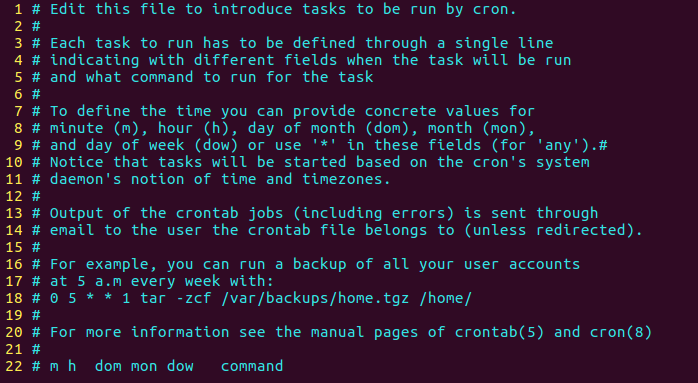 1 # Edit this file to introduce tasks to be run by cron.
2 #
3 # Each task to run has to be defined through a single line
4 # indicating with different fields when the task will be run
5 # and what command to run for the task
6 #
7 # To define the time you can provide concrete values for
8 # minute (m), hour (h), day of month (dom), month (mon),
9 # and day of week (dow) or use '*' in these fields (for 'any').#
10 # Notice that tasks will be started based on the cron's system
11 # daemon's notion of time and timezones.
12 #
13 # Output of the crontab jobs (including errors) is sent through
14 # email to the user the crontab file belongs to (unless redirected).
15 #
16 # For example, you can run a backup of all your user accounts
17 # at 5 a.m every week with:
18 # 0 5 * * 1 tar -zcf /var/backups/home.tgz /home/
19 #
20 # For more information see the manual pages of crontab(5) and cron(8)
21 #
22 # m h  dom mon dow   command